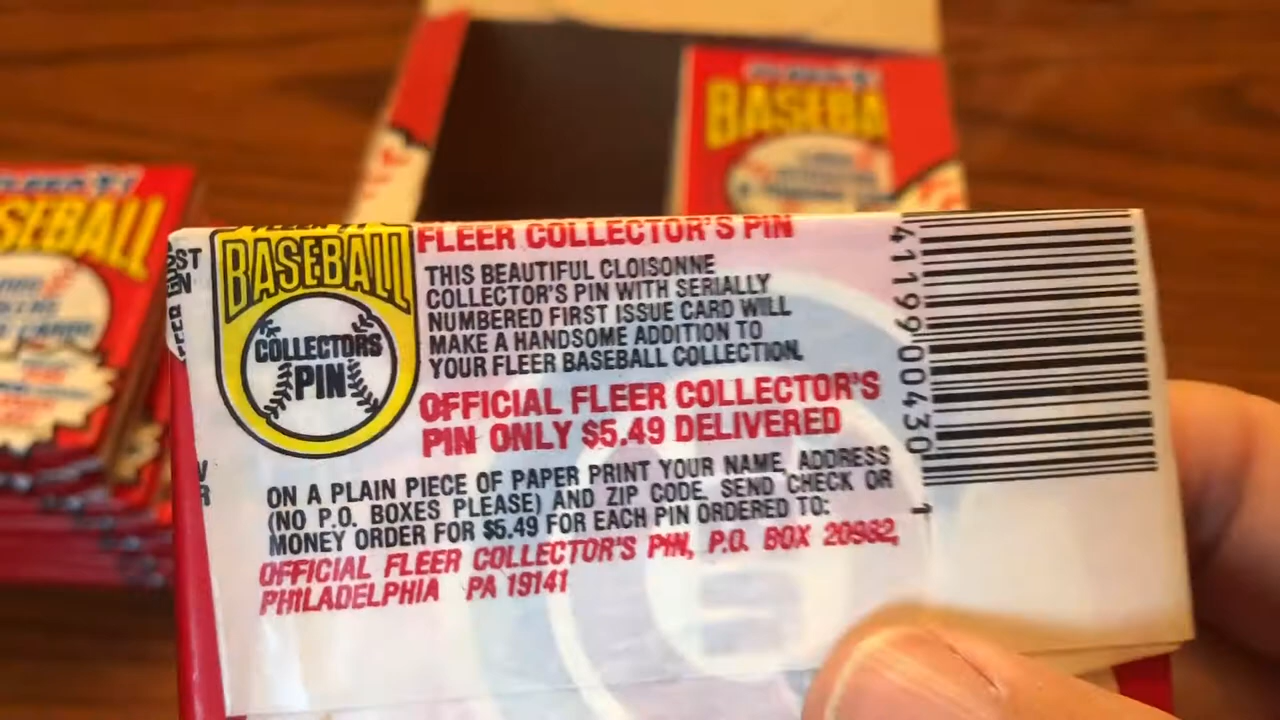 BASEBALL
BASEBALL
COLLECTORS
PIN
FLEER COLLECTOR'S PIN
THIS BEAUTIFUL CLOISONNE
COLLECTOR'S PIN WITH SERIALLY
NUMBERED FIRST ISSUE CARD WILL
MAKE A HANDSOME ADDITION TO
YOUR FLEER BASEBALL COLLECTION.
OFFICIAL FLEER COLLECTOR'S
PIN ONLY $5.49 DELIVERED
ON A PLAIN PIECE OF PAPER PRINT YOUR NAME, ADDRESS
(NO P.O. BOXES PLEASE) AND ZIP CODE. SEND CHECK OR
MONEY ORDER FOR $5.49 FOR EACH PIN ORDERED TO:
OFFICIAL FLEER COLLECTOR'S PIN, P.O. BOX 20982,
PHILADELPHIA PA 19141
41190 0430 1